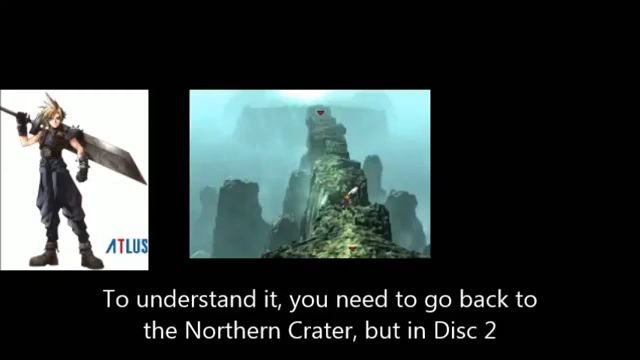 ATLUS
To understand it, you need to go back to
the Northern Crater, but in Disc 2